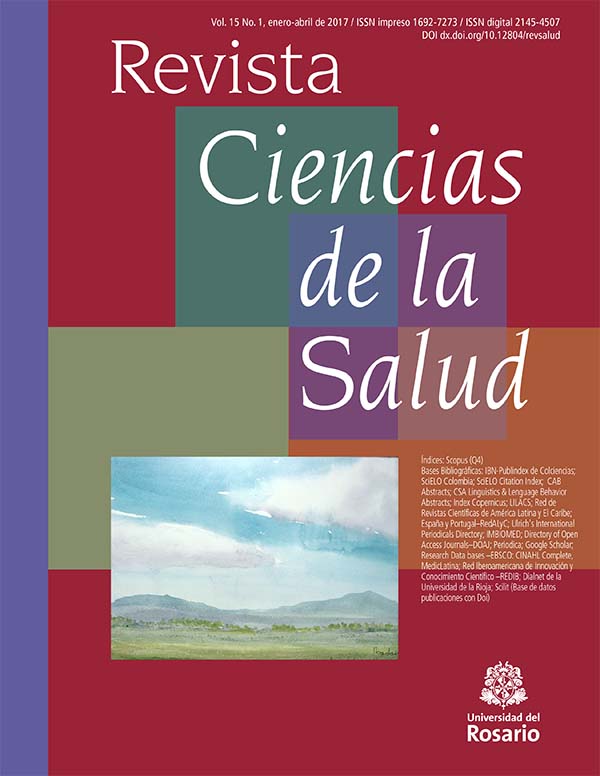 Vol. 15 No. 1, enero-abril de 2017 / ISSN impreso 1692-7273 / ISSN digital 2145-4507
DOI dx.doi.org/10.12804/revsalud
Revista
Ciencias
de la
Salud
Índices: Scopus (Q4)
Bases Bibliográficas: IBN-Publindex de Colciencias;
SciELO Colombia; SciELO Citation Index; CAB
Abstracts; CSA Linguistics & Language Behavior
Abstracts; Index Copernicus; LILACS; Red de
Revistas Científicas de América Latina y El Caribe;
España y Portugal–RedALyC; Ulrich's International
Periodicals Directory; IMBIOMED; Directory of Open
Access Journals–DOAJ; Periodica; Google Scholar;
Research Data bases –EBSCO: CINAHL Complete,
MedicLatina; Red Iberoamericana de Innovación y
Conocimiento Científico –REDIB; Dialnet de la
Universidad de la Rioja; Scilit (Base de datos
publicaciones con Doi)
Universidad del
Rosario